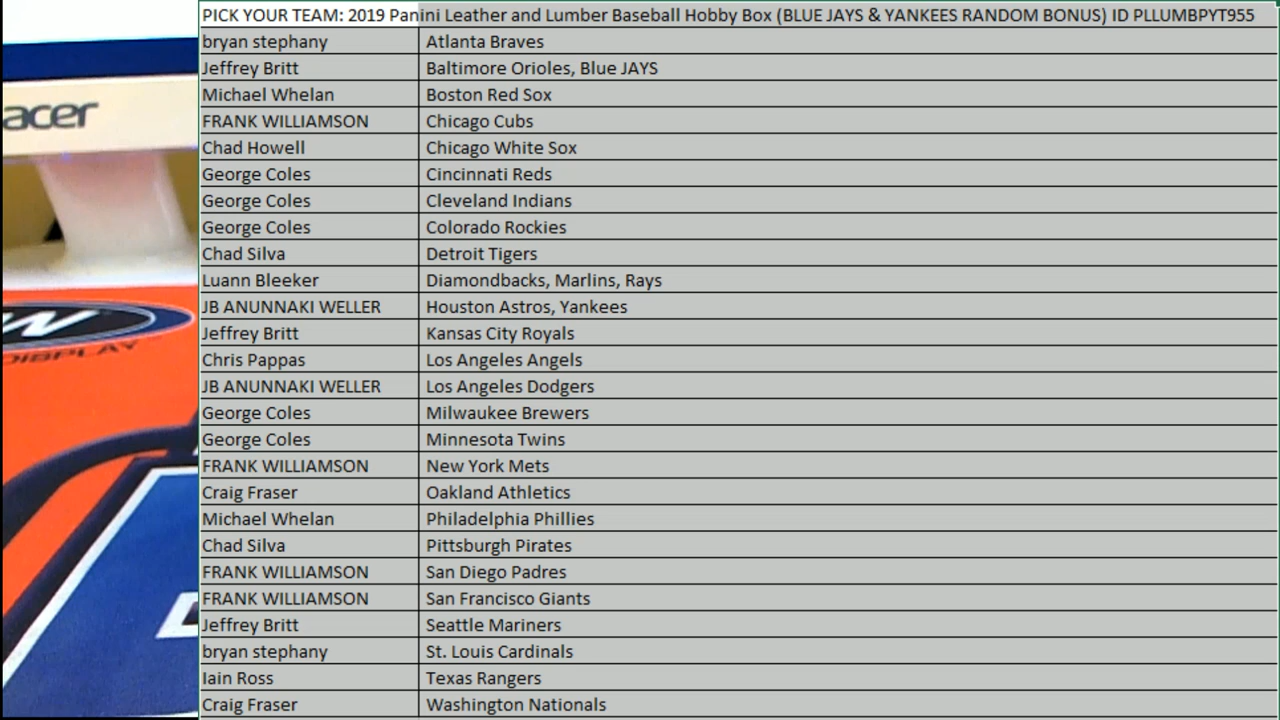 PICK YOUR TEAM: 2019 Panini Leather and Lumber Baseball Hobby Box (BLUE JAYS & YANKEES RANDOM BONUS) ID PLLUMBPYT955
bryan stephany Atlanta Braves
Jeffrey Britt Baltimore Orioles, Blue JAYS
Michael Whelan Boston Red Sox
FRANK WILLIAMSON Chicago Cubs
Chad Howell Chicago White Sox
George Coles Cincinnati Reds
George Coles Cleveland Indians
George Coles Colorado Rockies
Chad Silva Detroit Tigers
Luann Bleeker Diamondbacks, Marlins, Rays
JB ANUNNAKI WELLER Houston Astros, Yankees
Jeffrey Britt Kansas City Royals
Chris Pappas Los Angeles Angels
JB ANUNNAKI WELLER Los Angeles Dodgers
George Coles Milwaukee Brewers
George Coles Minnesota Twins
FRANK WILLIAMSON New York Mets
Craig Fraser Oakland Athletics
Michael Whelan Philadelphia Phillies
Chad Silva Pittsburgh Pirates
FRANK WILLIAMSON San Diego Padres
FRANK WILLIAMSON San Francisco Giants
Jeffrey Britt Seattle Mariners
bryan stephany St. Louis Cardinals
Iain Ross Texas Rangers
Craig Fraser Washington Nationals
acer
DISPLAY